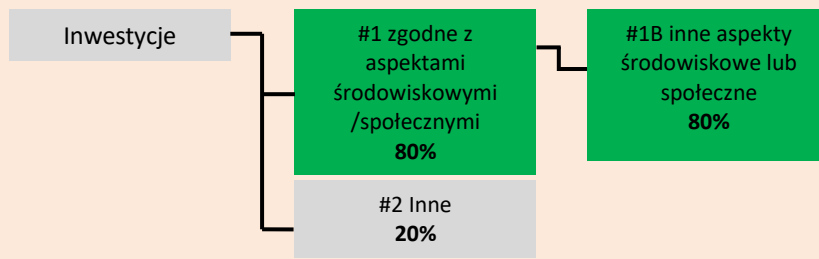 Inwestycje
#1 zgodne z
aspektami
środowiskowymi
/społecznymi
80%
#1B inne aspekty
środowiskowe lub
społeczne
80%
#2 Inne
20%